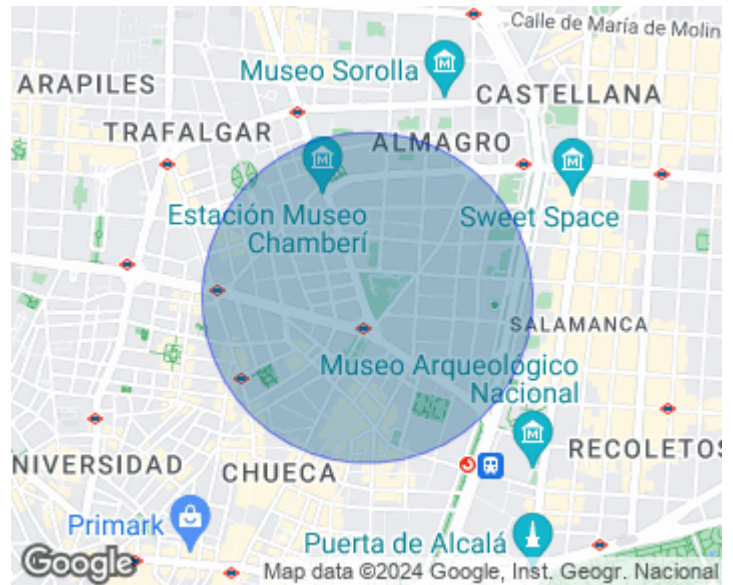 Calle de María de Molin
Museo Sorolla
ARAPILES
CASTELLANA
TRAFALGAR
ALMAGRO
Estación Museo
Chamberí
Sweet Space
SALAMANCA
Museo Arqueológico
Nacional
RECOLETOS
NIVERSIDAD
CHUECA
Primark
Puerta de Alcalá
Google
Map data ©2024 Google, Inst. Geogr. Nacional